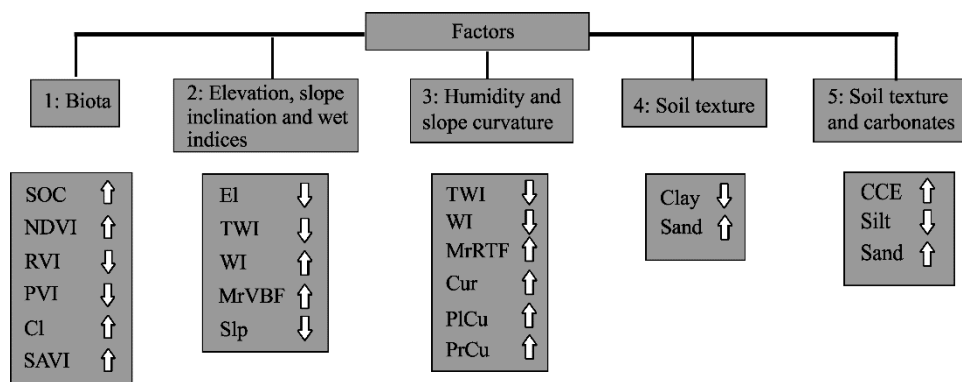 Factors
1: Biota
2: Elevation, slope
inclination and wet
indices
3: Humidity and
slope curvature
4: Soil texture
5: Soil texture
and carbonates
SOC ⇧
NDVI ⇧
RVI ⇩
PVI ⇩
Cl ⇧
SAVI ⇧
El ⇩
TWI ⇩
WI ⇧
MrVBF ⇧
Slp ⇩
TWI ⇩
WI ⇩
MrRTF ⇧
Cur ⇧
PlCu ⇧
PrCu ⇧
Clay ⇩
Sand ⇧
CCE ⇧
Silt ⇩
Sand ⇧